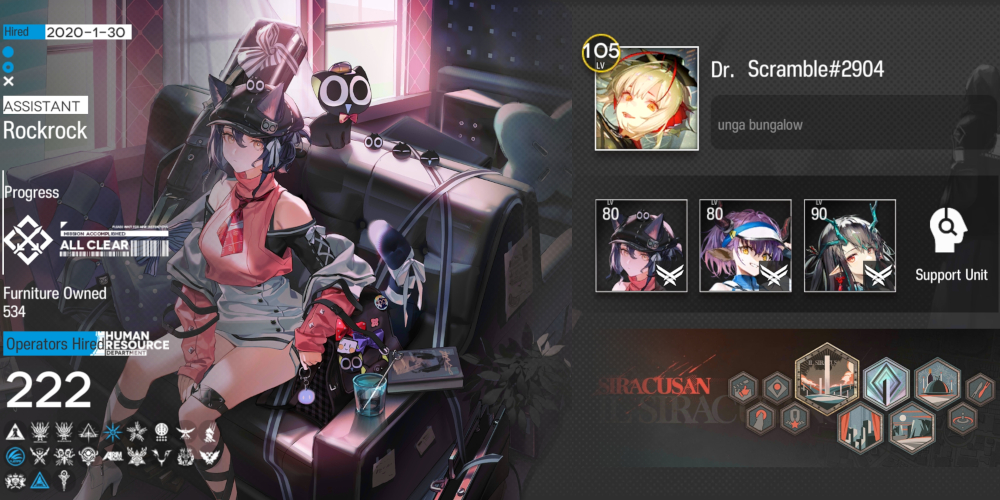 Hired 2020-1-30
ASSISTANT
Rockrock
Progress
MISSION ACCOMPLISHED
ALL CLEAR
Furniture Owned
534
Operators Hired
HUMAN
RESOURCE
DEPARTMENT
222
105
LV
Dr. Scramble#2904
unga bungalow
LV
80
LV
80
LV
90
Support Unit
SIRACUSAN
SIRACU